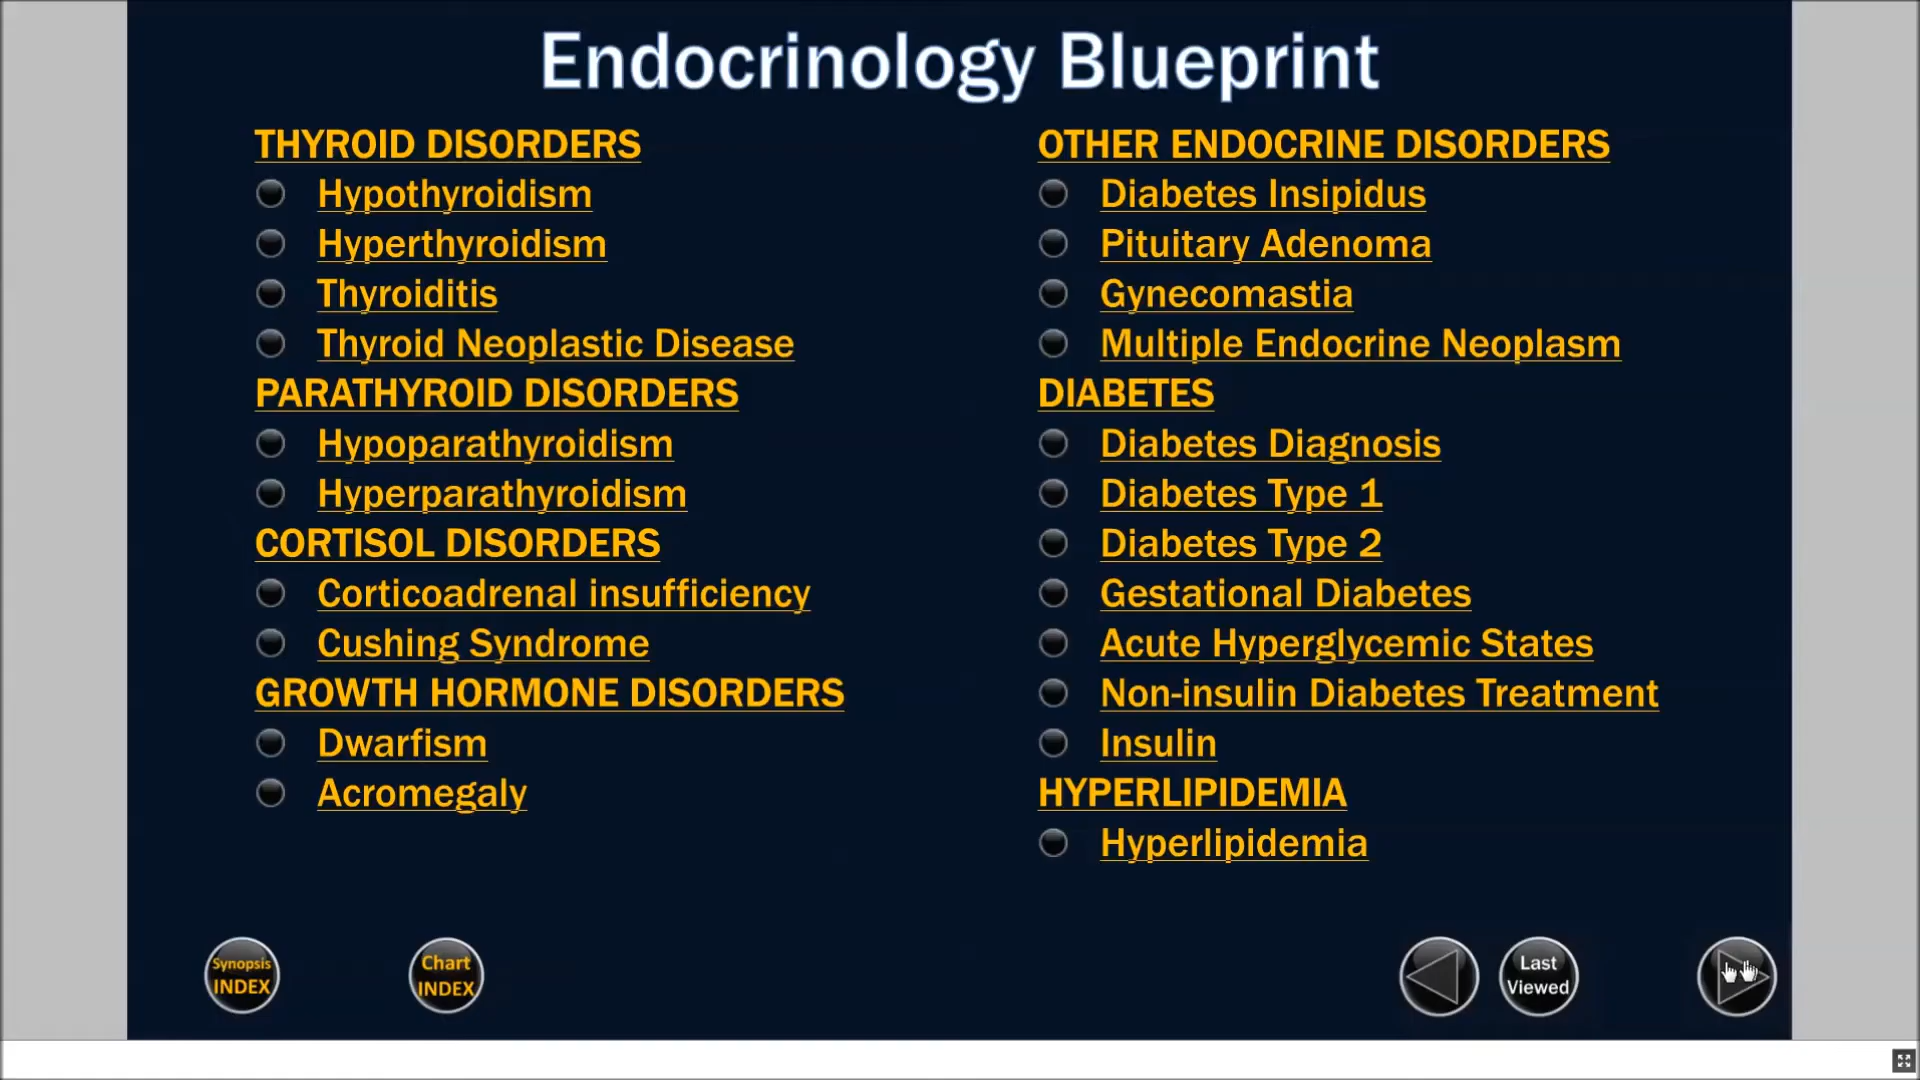 Endocrinology Blueprint
THYROID DISORDERS
Hypothyroidism
Hyperthyroidism
Thyroiditis
Thyroid Neoplastic Disease
PARATHYROID DISORDERS
Hypoparathyroidism
Hyperparathyroidism
CORTISOL DISORDERS
Corticoadrenal insufficiency
Cushing Syndrome
GROWTH HORMONE DISORDERS
Dwarfism
Acromegaly
OTHER ENDOCRINE DISORDERS
Diabetes Insipidus
Pituitary Adenoma
Gynecomastia
Multiple Endocrine Neoplasm
DIABETES
Diabetes Diagnosis
Diabetes Type 1
Diabetes Type 2
Gestational Diabetes
Acute Hyperglycemic States
Non-insulin Diabetes Treatment
Insulin
HYPERLIPIDEMIA
Hyperlipidemia
Synopsis
INDEX
Chart
INDEX
Last
Viewed